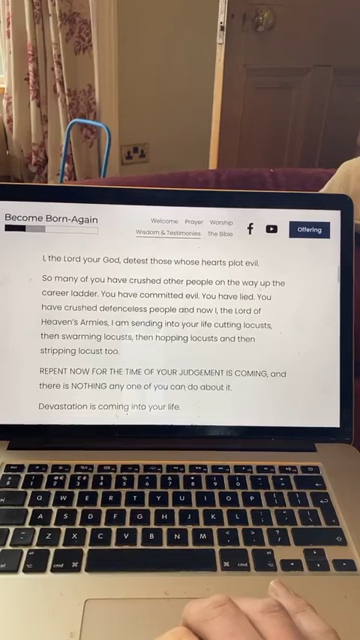 Become Born-Again
Welcome Prayer Worship
Wisdom & Testimonies The Bible
Offering
I, the Lord your God, detest those whose hearts plot evil.
So many of you have crushed other people on the way up the
career ladder. You have committed evil. You have lied. You
have crushed defenceless people and now I, the Lord of
Heaven's Armies, I am sending into your life cutting locusts,
then swarming locusts, then hopping locusts and then
stripping locust too.
REPENT NOW FOR THE TIME OF YOUR JUDGEMENT IS COMING, and
there is NOTHING any one of you can do about it.
Devastation is coming into your life.
Q W E R T Y U I O P
A S D F G H J K L
Z X C V B N M
cmd cmd